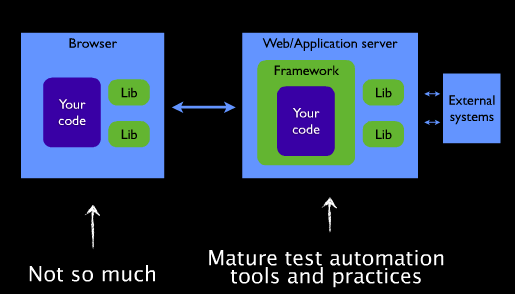 Browser
Your
code
Lib
Lib
Web/Application server
Framework
Your
code
Lib
Lib
External
systems
Not so much
Mature test automation
tools and practices